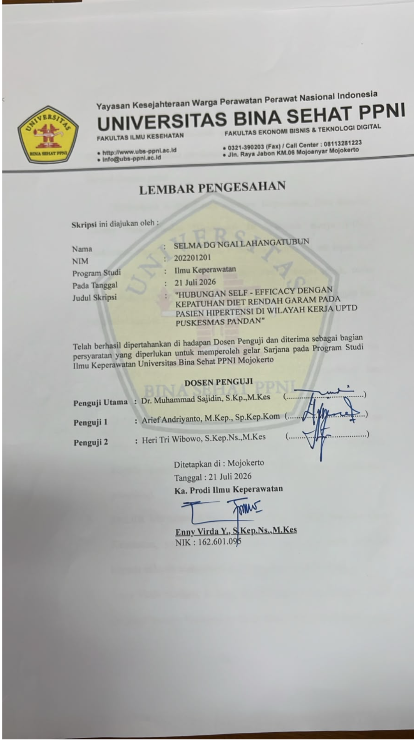 Yayasan Kesejahteraan Warga Perawatan Perawat Nasional Indonesia
UNIVERSITAS BINA SEHAT PPNI
FAKULTAS ILMU KESEHATAN FAKULTAS EKONOMI BISNIS & TEKNOLOGI DIGITAL
• http://www.ubs-ppni.ac.id • 0321-390203 (Fax) / Call Center : 08113281223
• info@ubs-ppni.ac.id • Jln. Raya Jabon KM.06 Mojoanyar Mojokerto
UNIVERSITAS
BINA SEHAT PPNI
LEMBAR PENGESAHAN
Skripsi ini diajukan oleh :
Nama : SELMA DG NGAI LAHANGATUBUN
NIM : 202201201
Program Studi : Ilmu Keperawatan
Pada Tanggal : 21 Juli 2026
Judul Skripsi : "HUBUNGAN SELF - EFFICACY DENGAN
KEPATUHAN DIET RENDAH GARAM PADA
PASIEN HIPERTENSI DI WILAYAH KERJA UPTD
PUSKESMAS PANDAN"
Telah berhasil dipertahankan di hadapan Dosen Penguji dan diterima sebagai bagian
persyaratan yang diperlukan untuk memperoleh gelar Sarjana pada Program Studi
Ilmu Keperawatan Universitas Bina Sehat PPNI Mojokerto
UNIVERSITAS
BINA SEHAT PPNI
DOSEN PENGUJI
Penguji Utama : Dr. Muhammad Sajidin, S.Kp.,M.Kes (......................)
Penguji 1 : Arief Andriyanto, M.Kep., Sp.Kep.Kom (......................)
Penguji 2 : Heri Tri Wibowo, S.Kep.Ns.,M.Kes (......................)
Ditetapkan di : Mojokerto
Tanggal : 21 Juli 2026
Ka. Prodi Ilmu Keperawatan
Enny Virda Y., S.Kep.Ns.,M.Kes
NIK : 162.601.095